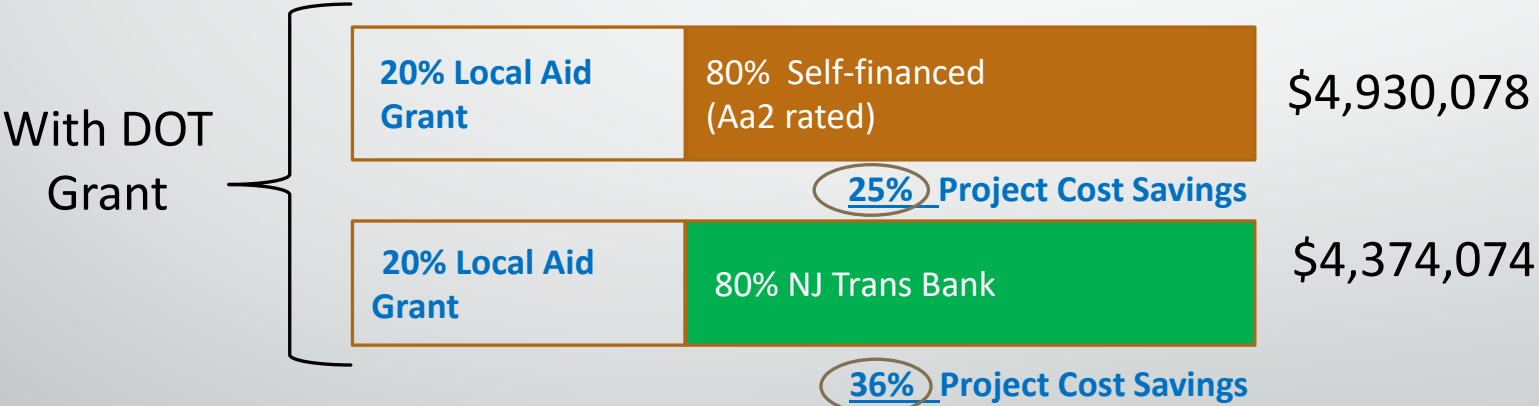 With DOT
Grant
20% Local Aid
Grant
80% Self-financed
(Aa2 rated)
$4,930,078
25% Project Cost Savings
20% Local Aid
Grant
80% NJ Trans Bank
$4,374,074
36% Project Cost Savings